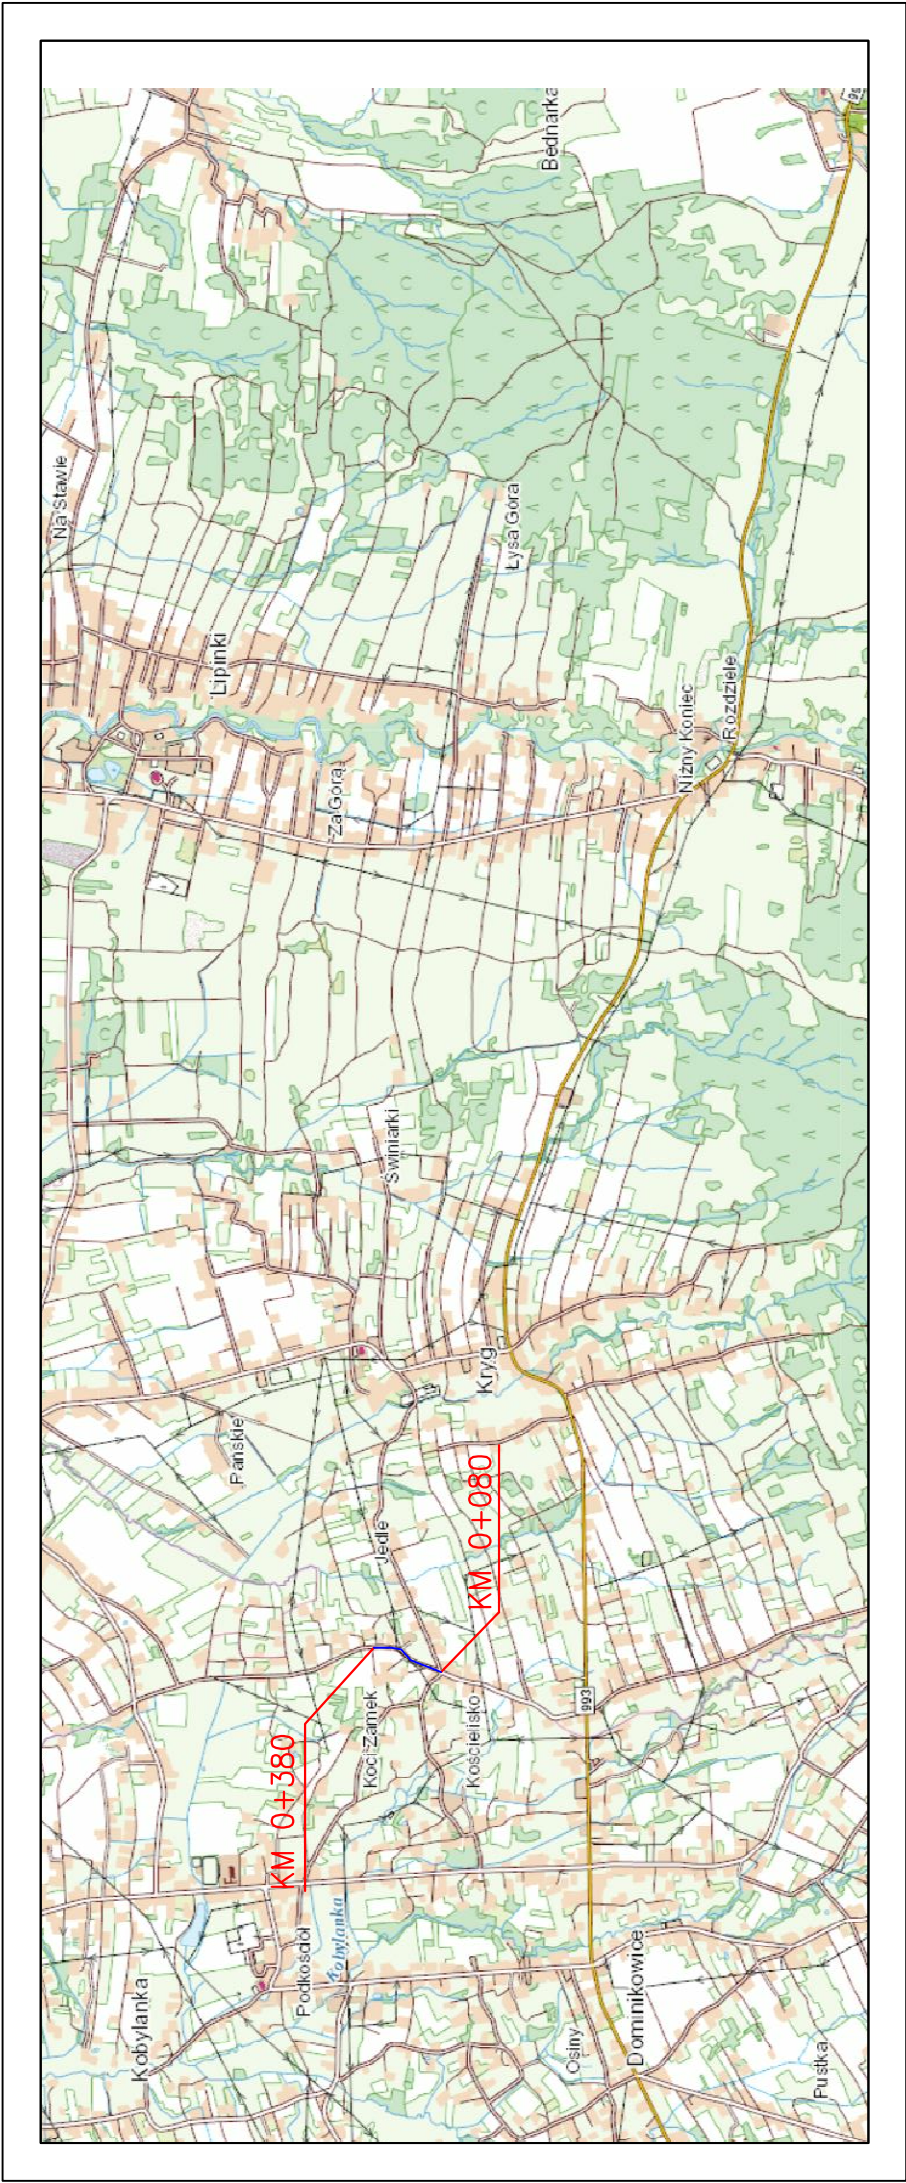 Bednarka
Na Stawie
Łysa Góra
Lipinki
Rozdziele
Niżny Koniec
Za Górą
Świniarki
Kryg
Pańskie
KM 0+080
Jedle
993
Koci Zamek
Kościelisko
KM 0+380
Podkościół
Kobylanka
Kobylanka
Dominikowice
Osiny
Pustka